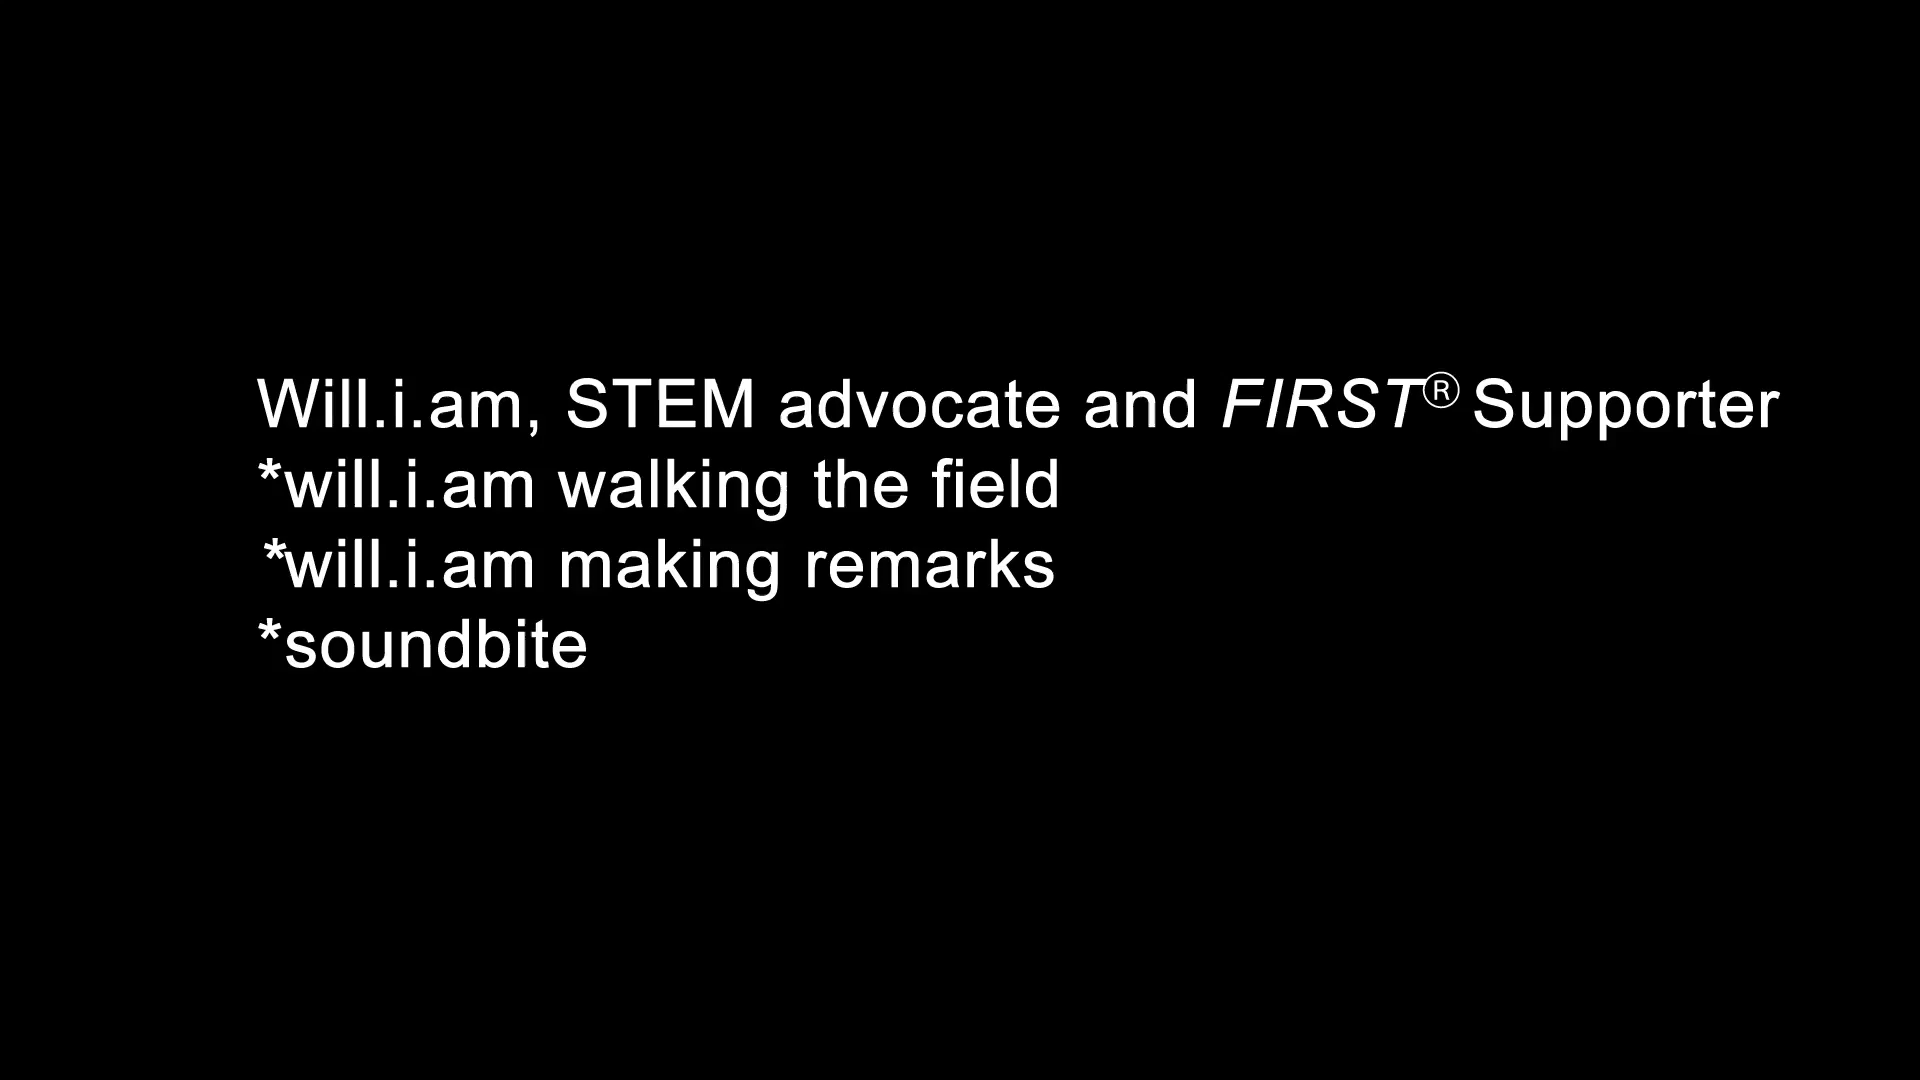 Will.i.am, STEM advocate and FIRST® Supporter
*will.i.am walking the field
*will.i.am making remarks
*soundbite